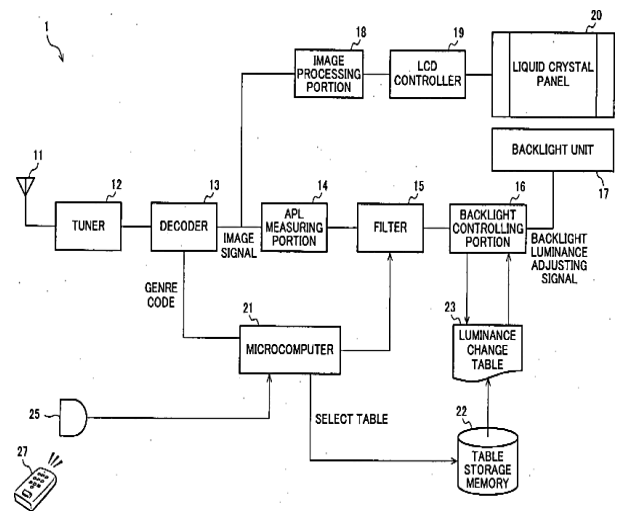 1
18
IMAGE
PROCESSING
PORTION
19
LCD
CONTROLLER
20
LIQUID CRYSTAL
PANEL
BACKLIGHT UNIT
17
11
12
TUNER
13
DECODER
IMAGE
SIGNAL
14
APL
MEASURING
PORTION
15
FILTER
16
BACKLIGHT
CONTROLLING
PORTION
BACKLIGHT
LUMINANCE
ADJUSTING
SIGNAL
GENRE
CODE
21
MICROCOMPUTER
23
LUMINANCE
CHANGE
TABLE
25
SELECT TABLE
22
TABLE
STORAGE
MEMORY
27